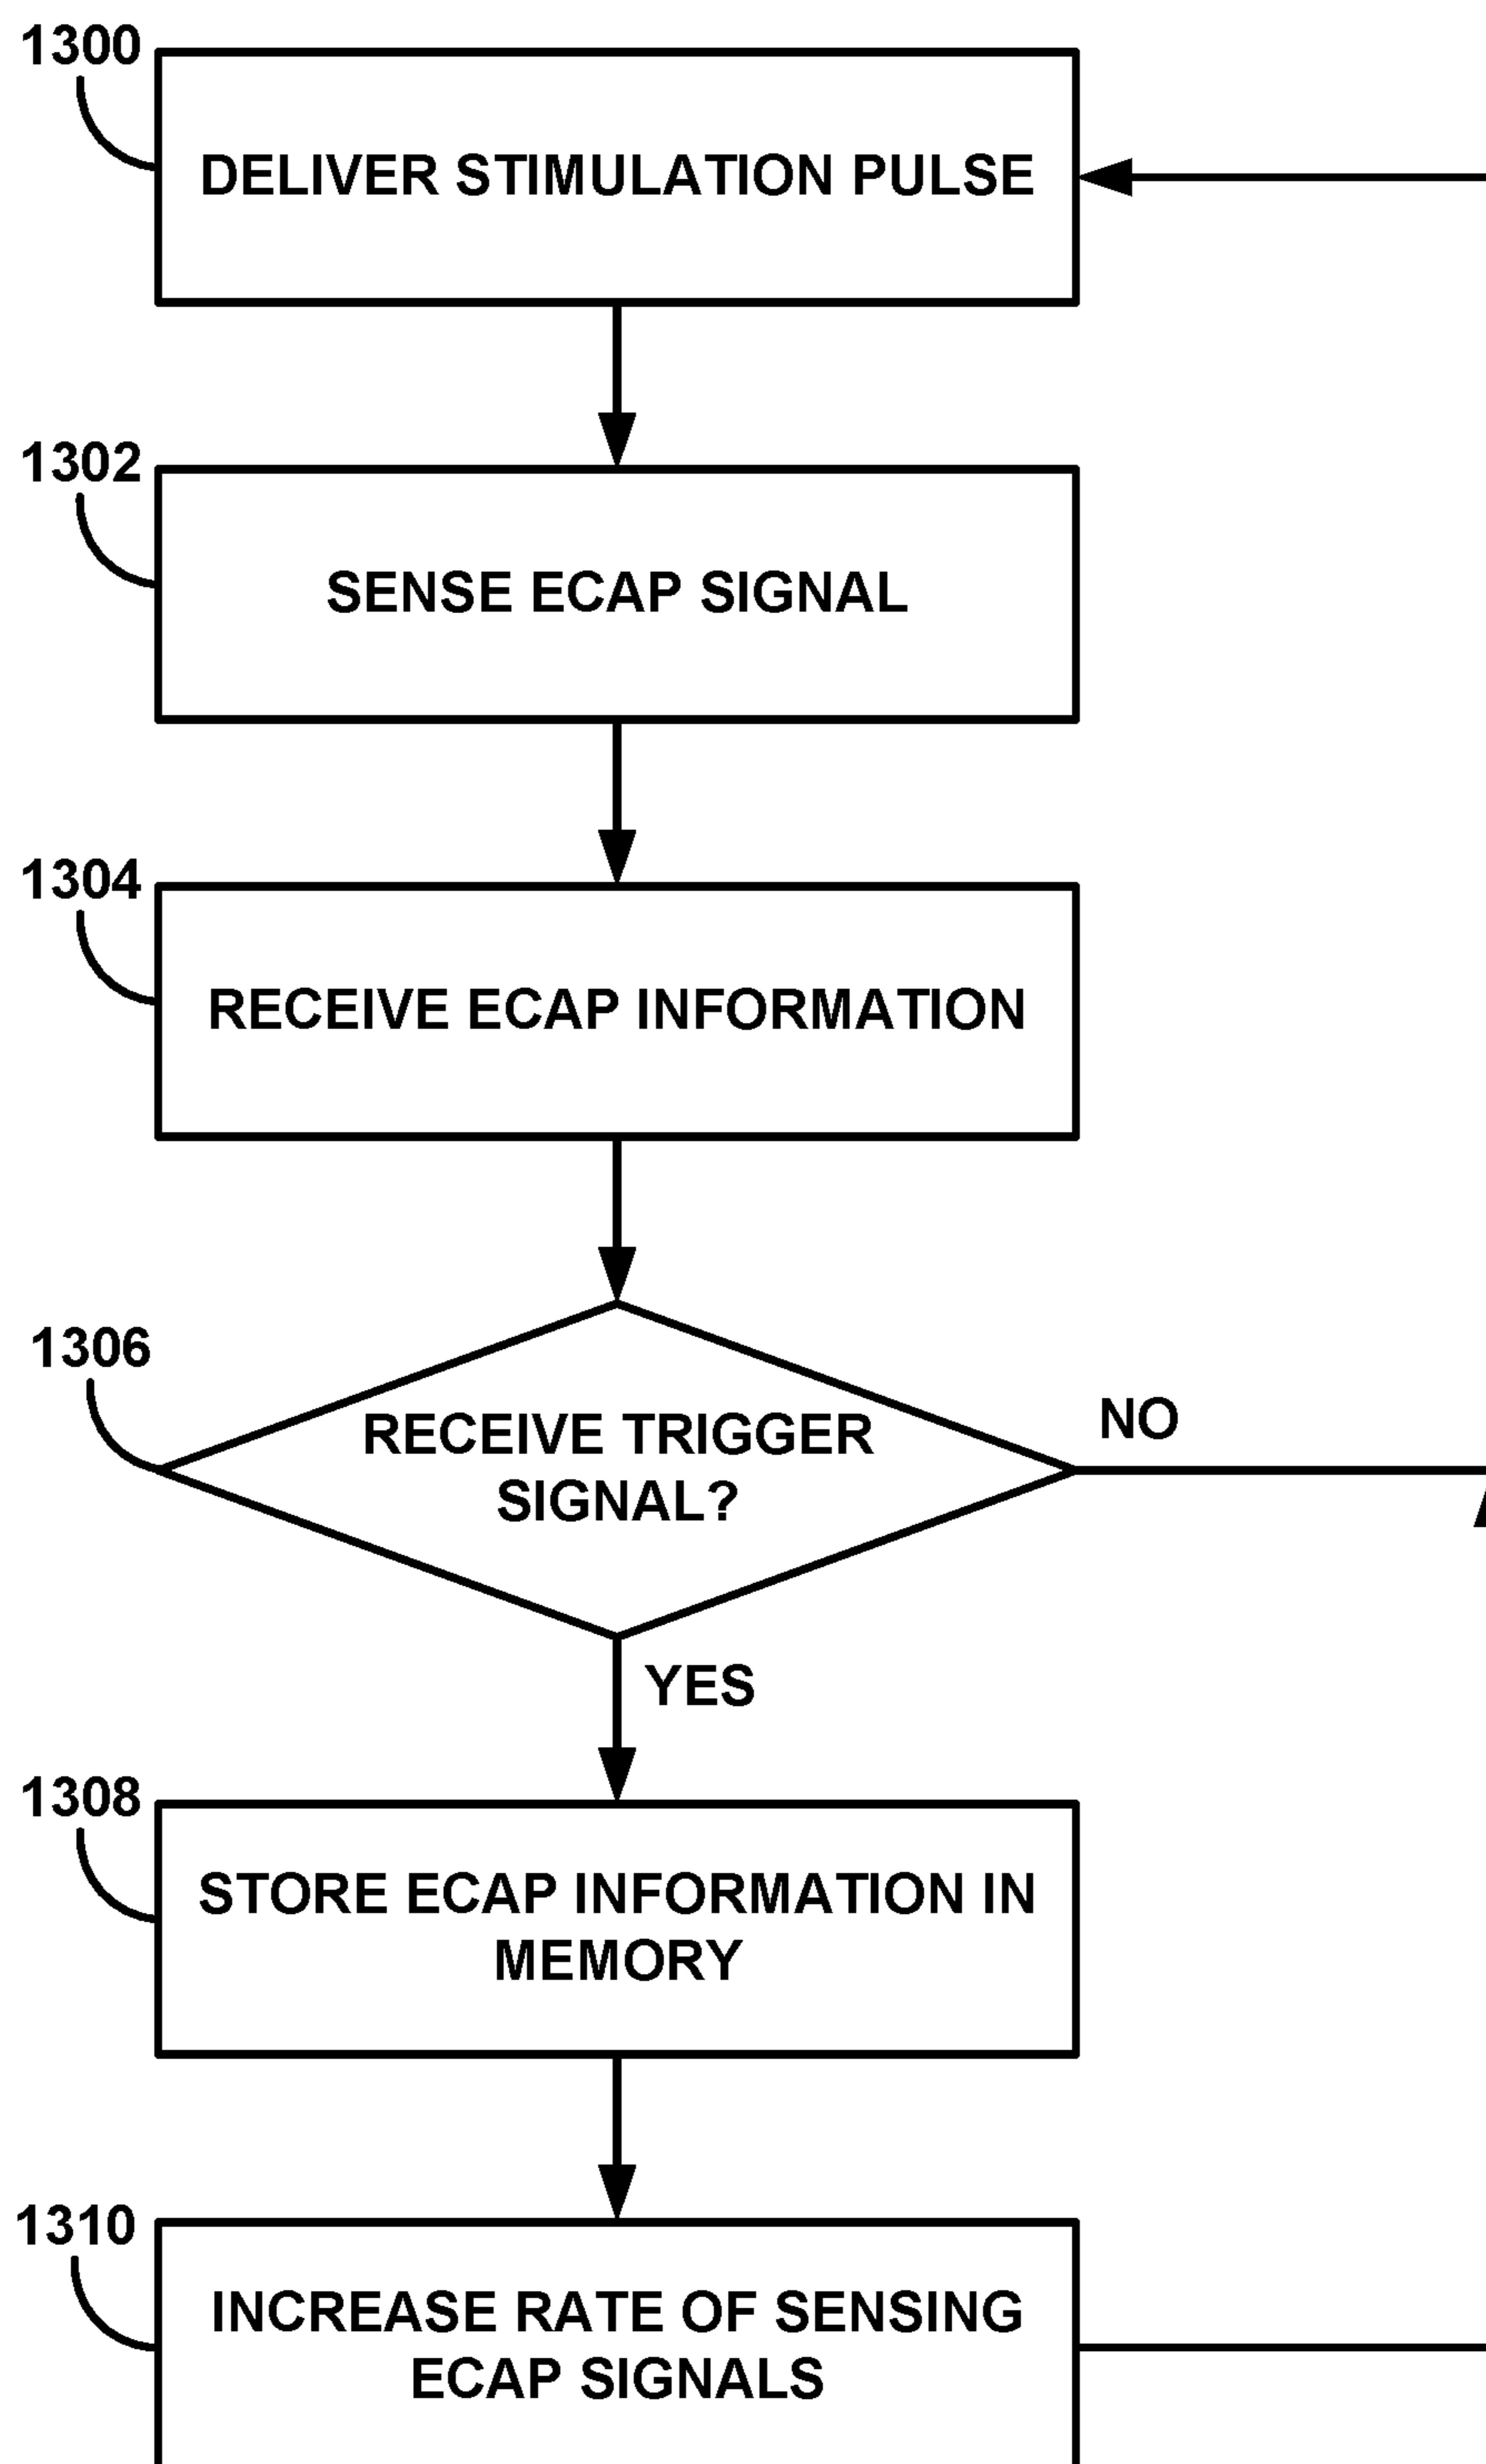 1300
DELIVER STIMULATION PULSE
1302
SENSE ECAP SIGNAL
1304
RECEIVE ECAP INFORMATION
1306
RECEIVE TRIGGER
SIGNAL?
NO
YES
1308
STORE ECAP INFORMATION IN
MEMORY
1310
INCREASE RATE OF SENSING
ECAP SIGNALS